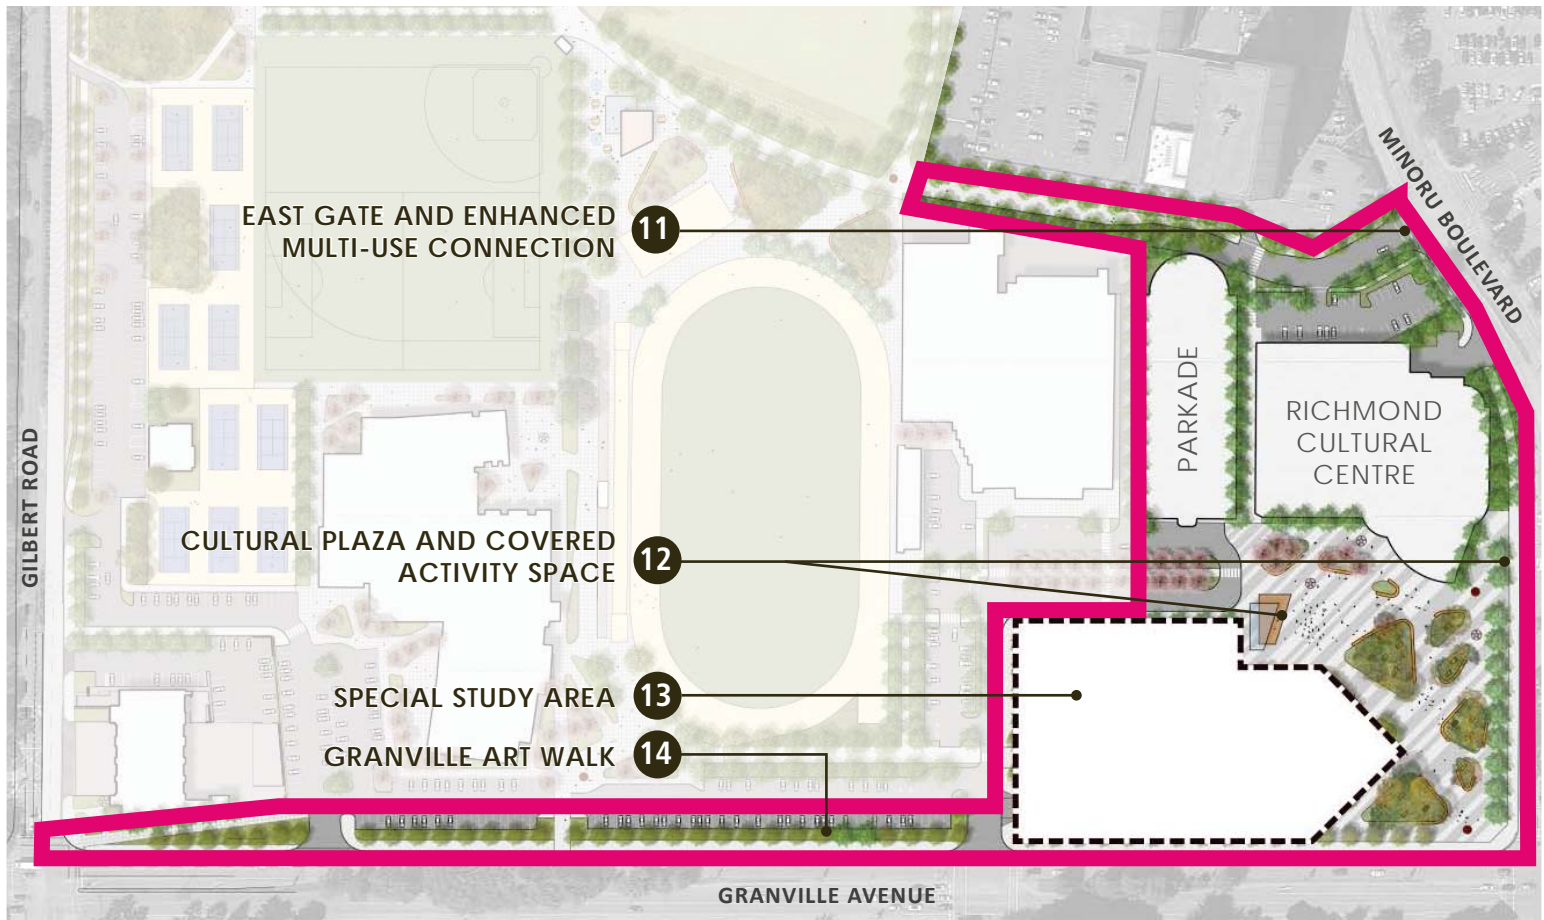 MINORU BOULEVARD
EAST GATE AND ENHANCED
MULTI-USE CONNECTION
11
PARKADE
RICHMOND
CULTURAL
CENTRE
GILBERT ROAD
CULTURAL PLAZA AND COVERED
ACTIVITY SPACE
12
SPECIAL STUDY AREA
13
GRANVILLE ART WALK
14
GRANVILLE AVENUE